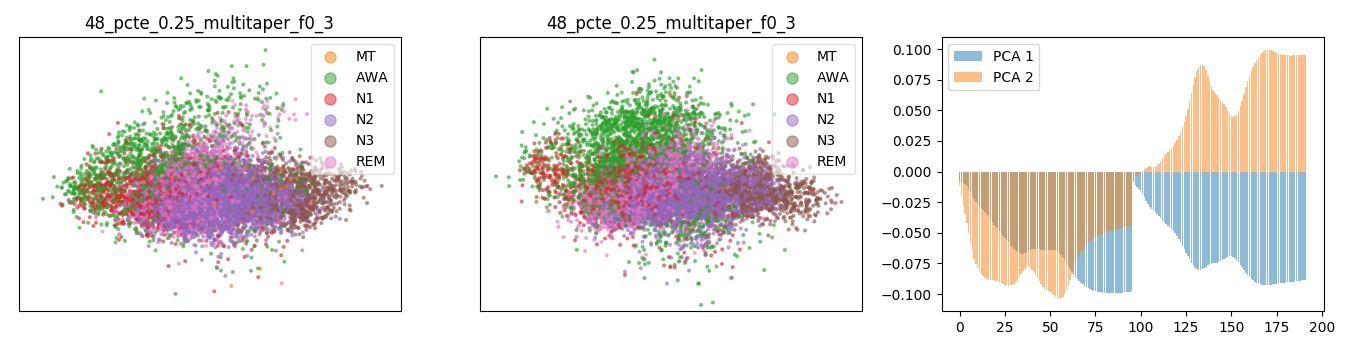 48_pcte_0.25_multitaper_f0_3
MT
AWA
N1
N2
N3
REM
48_pcte_0.25_multitaper_f0_3
MT
AWA
N1
N2
N3
REM
PCA 1
PCA 2
0.100
0.075
0.050
0.025
0.000
−0.025
−0.050
−0.075
−0.100
0 25 50 75 100 125 150 175 200